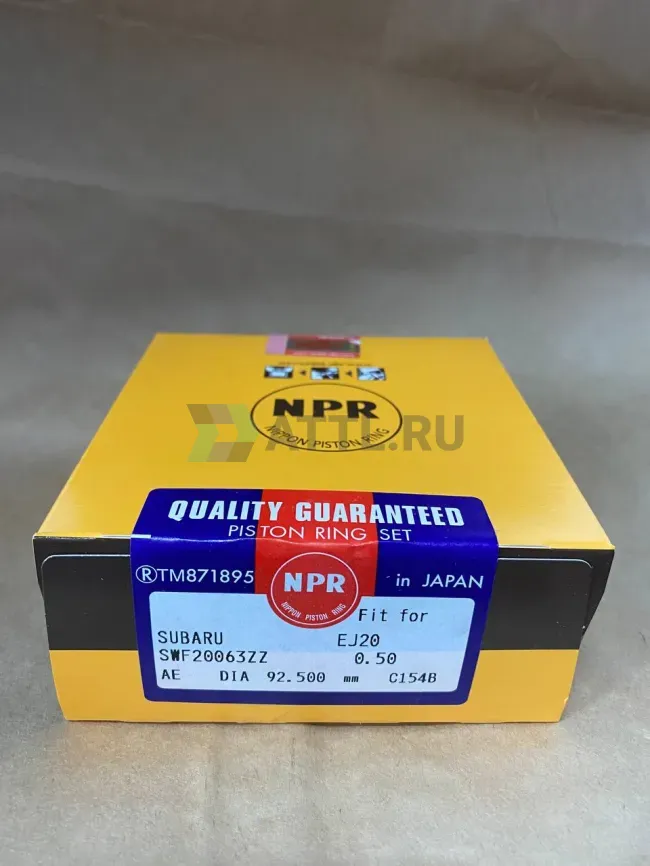 NPR
NIPPON PISTON RING
ATTL.RU
QUALITY GUARANTEED
PISTON RING SET
®TM871895
in JAPAN
NPR
NIPPON PISTON RING
Fit for
SUBARU EJ20
SWF20063ZZ 0.50
AE DIA 92.500 mm C154B